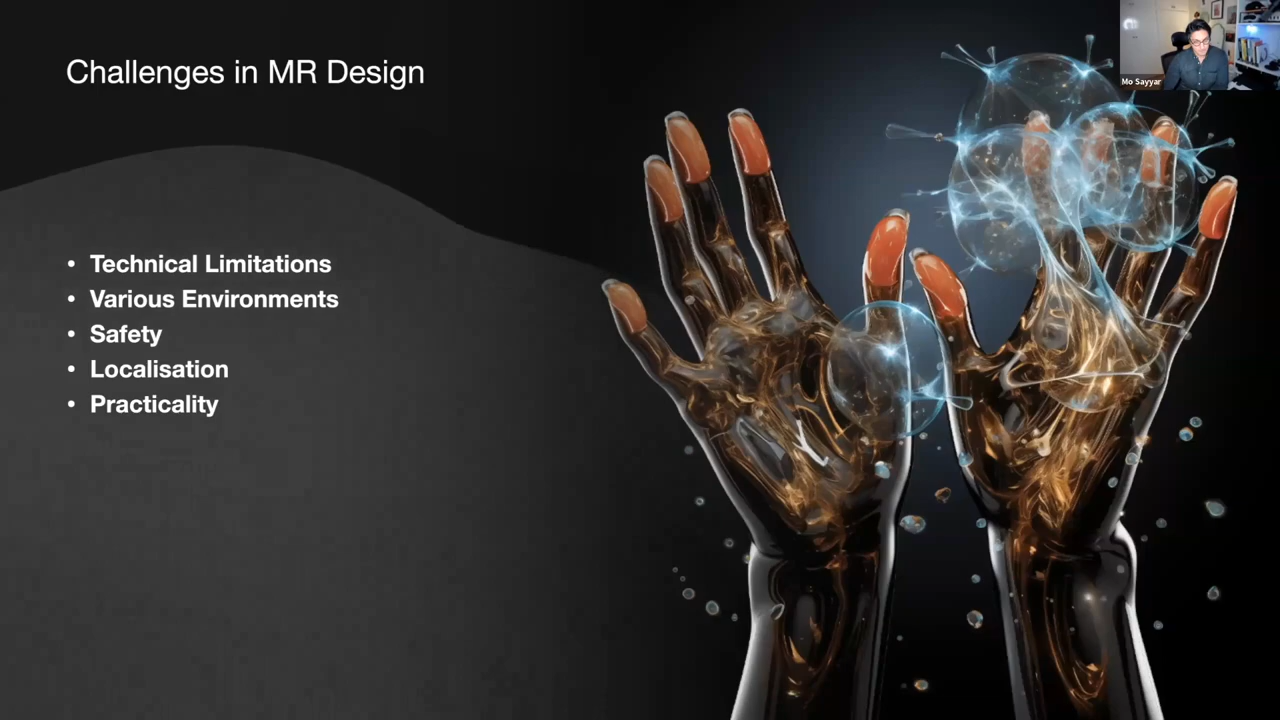 Challenges in MR Design
Mo Sayyar
• Technical Limitations
• Various Environments
• Safety
• Localisation
• Practicality